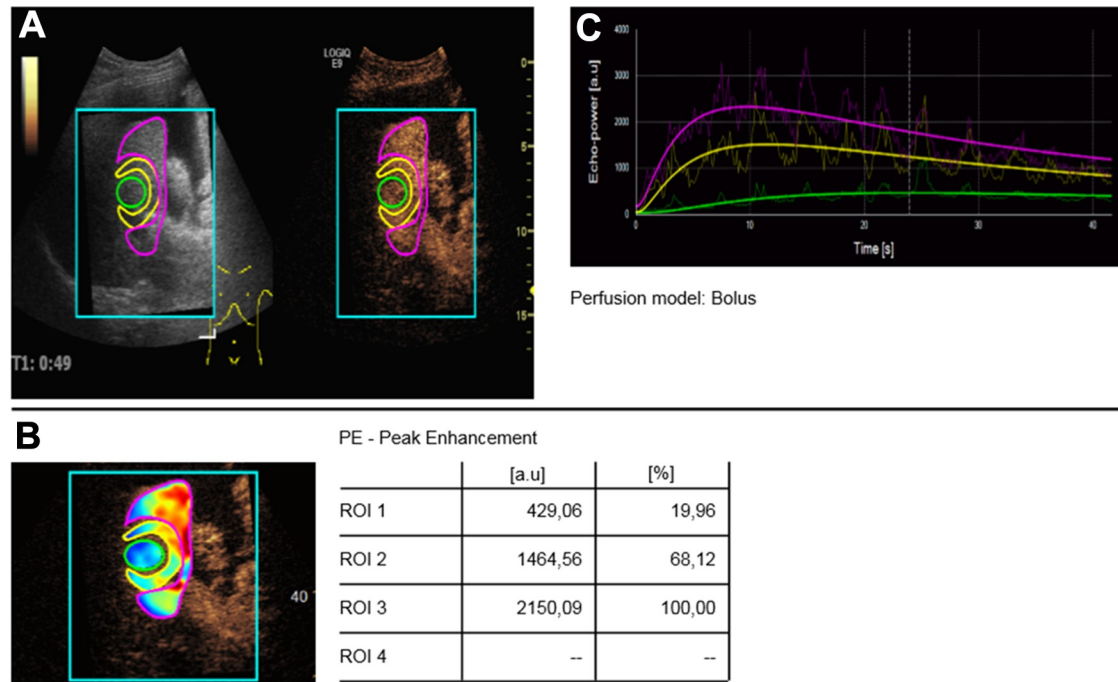 A
LOGIQ
E9
0
5
10
15
T1: 0:49
C
Echo-power [a.u]
4000
3000
2000
1000
0
0
10
20
30
40
Time [s]
Perfusion model: Bolus
B
40
PE - Peak Enhancement
[a.u] [%]
ROI 1 429,06 19,96
ROI 2 1464,56 68,12
ROI 3 2150,09 100,00
ROI 4 -- --